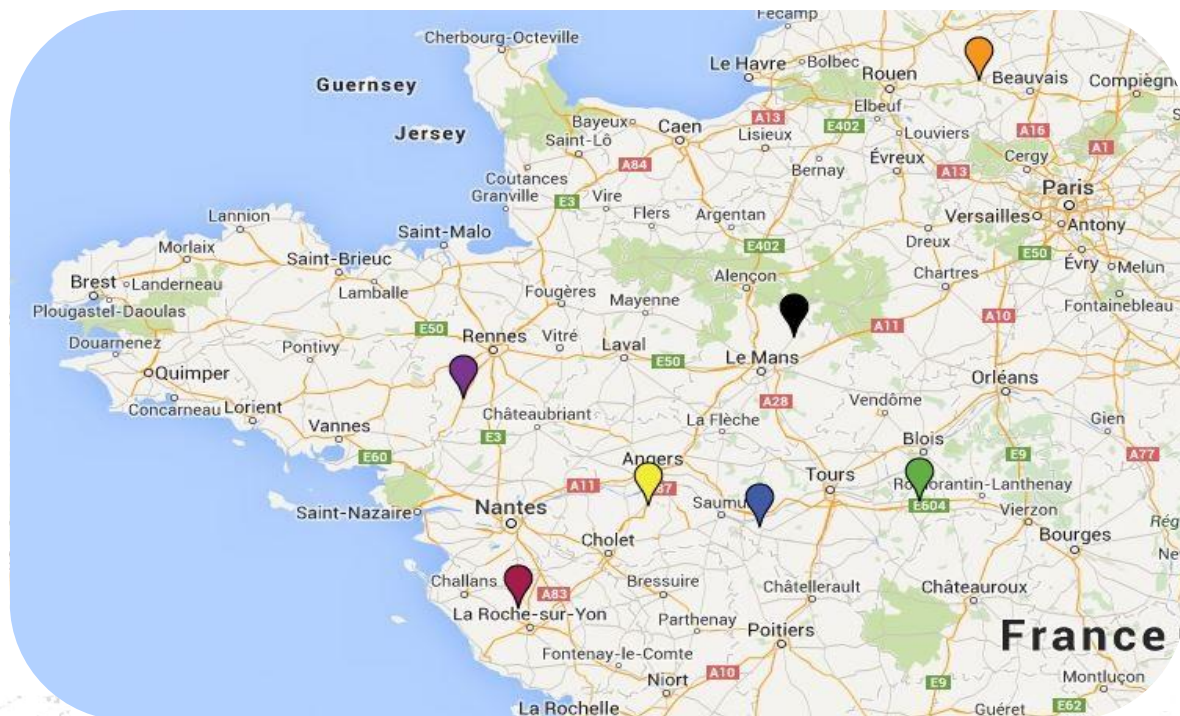 Fécamp
Cherbourg-Octeville
Le Havre
Bolbec
Rouen
Beauvais
Compiègn
Guernsey
Elbeuf
Bayeux
Caen
A13
Lisieux
E402
Louviers
A16
A1
Jersey
Saint-Lô
A84
Bernay
Évreux
A13
Cergy
Coutances
Granville
E3
Vire
Paris
Lannion
Flers
Argentan
Versailles
Antony
Saint-Malo
E402
Dreux
E50
Morlaix
Saint-Brieuc
Alençon
Chartres
Évry
Melun
Brest
Landerneau
Lamballe
Fougères
Mayenne
Fontainebleau
Plougastel-Daoulas
E50
Rennes
Vitré
A11
A10
Douarnenez
Pontivy
Laval
E50
Le Mans
Quimper
Orléans
Concarneau
Lorient
Châteaubriant
A28
Vendôme
La Flèche
Gien
Vannes
E3
Blois
E60
Angers
E9
A77
A11
Saumu
Tours
Romorantin-Lanthenay
Saint-Nazaire
Nantes
E604
Vierzon
Cholet
Bourges
Rég
Ne
Challans
A83
Bressuire
Châtellerault
Châteauroux
La Roche-sur-Yon
Parthenay
Poitiers
France
Fontenay-le-Comte
A10
Niort
E9
Montluçon
La Rochelle
Guéret
E62